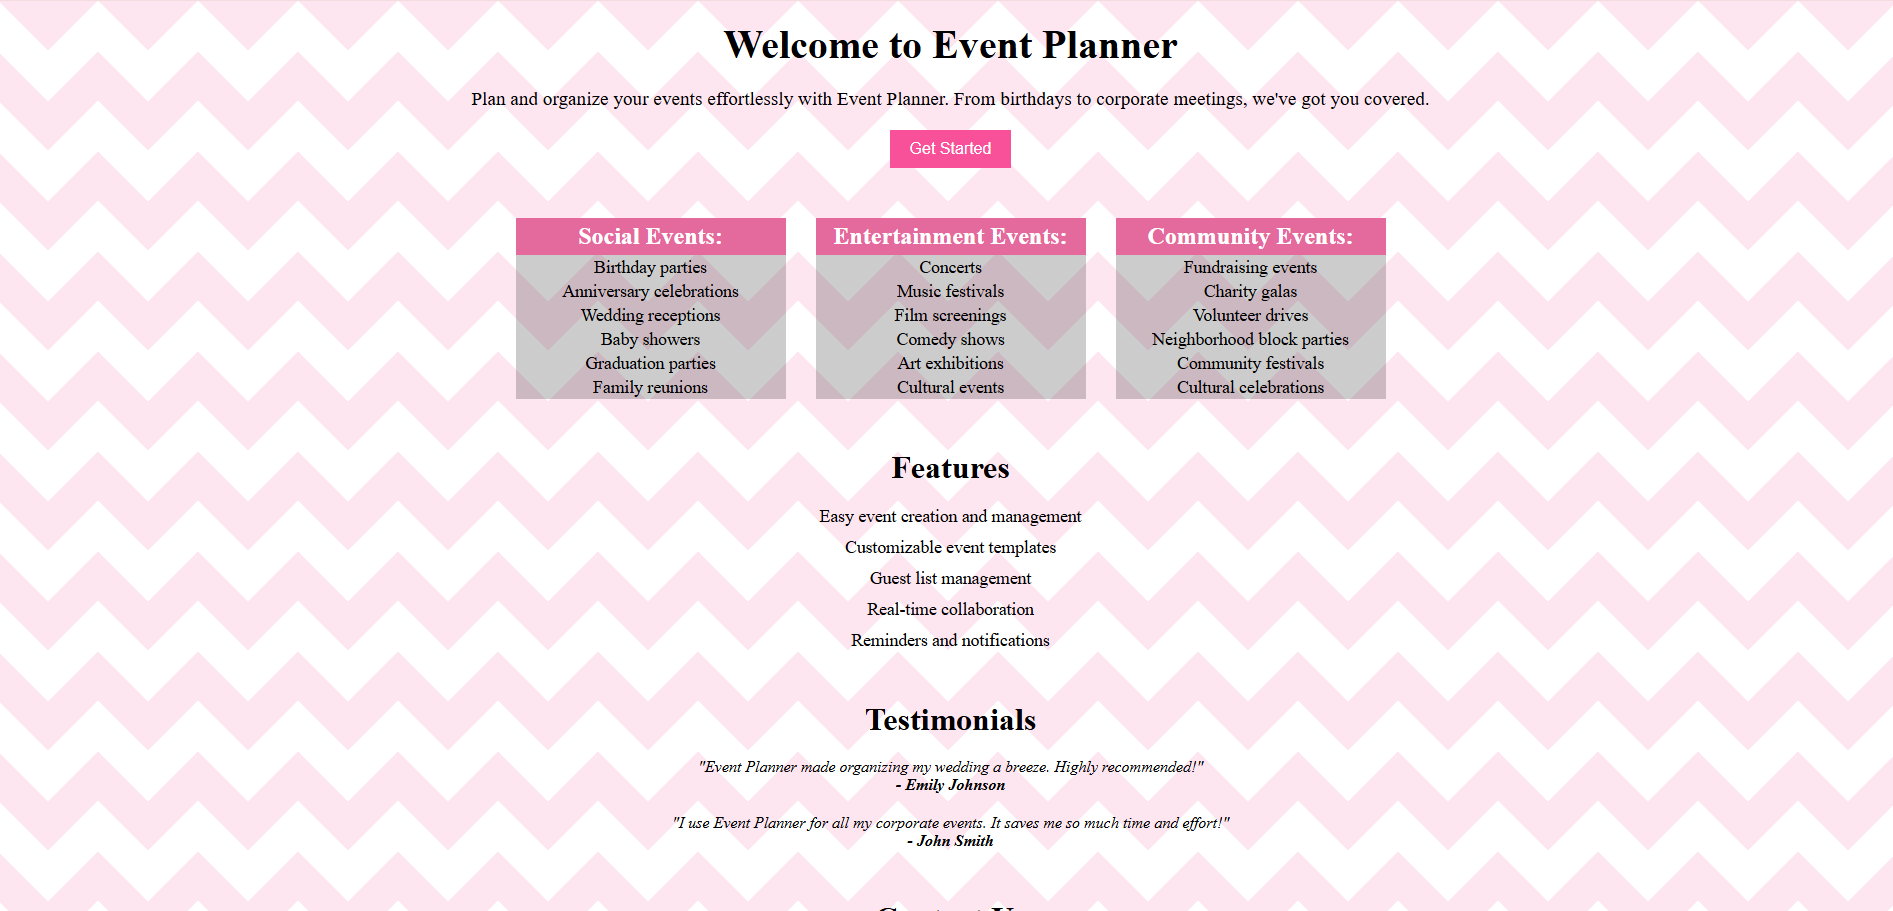 Welcome to Event Planner
Plan and organize your events effortlessly with Event Planner. From birthdays to corporate meetings, we've got you covered.
Get Started
Social Events:
Birthday parties
Anniversary celebrations
Wedding receptions
Baby showers
Graduation parties
Family reunions
Entertainment Events:
Concerts
Music festivals
Film screenings
Comedy shows
Art exhibitions
Cultural events
Community Events:
Fundraising events
Charity galas
Volunteer drives
Neighborhood block parties
Community festivals
Cultural celebrations
Features
Easy event creation and management
Customizable event templates
Guest list management
Real-time collaboration
Reminders and notifications
Testimonials
"Event Planner made organizing my wedding a breeze. Highly recommended!"
- Emily Johnson
"I use Event Planner for all my corporate events. It saves me so much time and effort!"
- John Smith